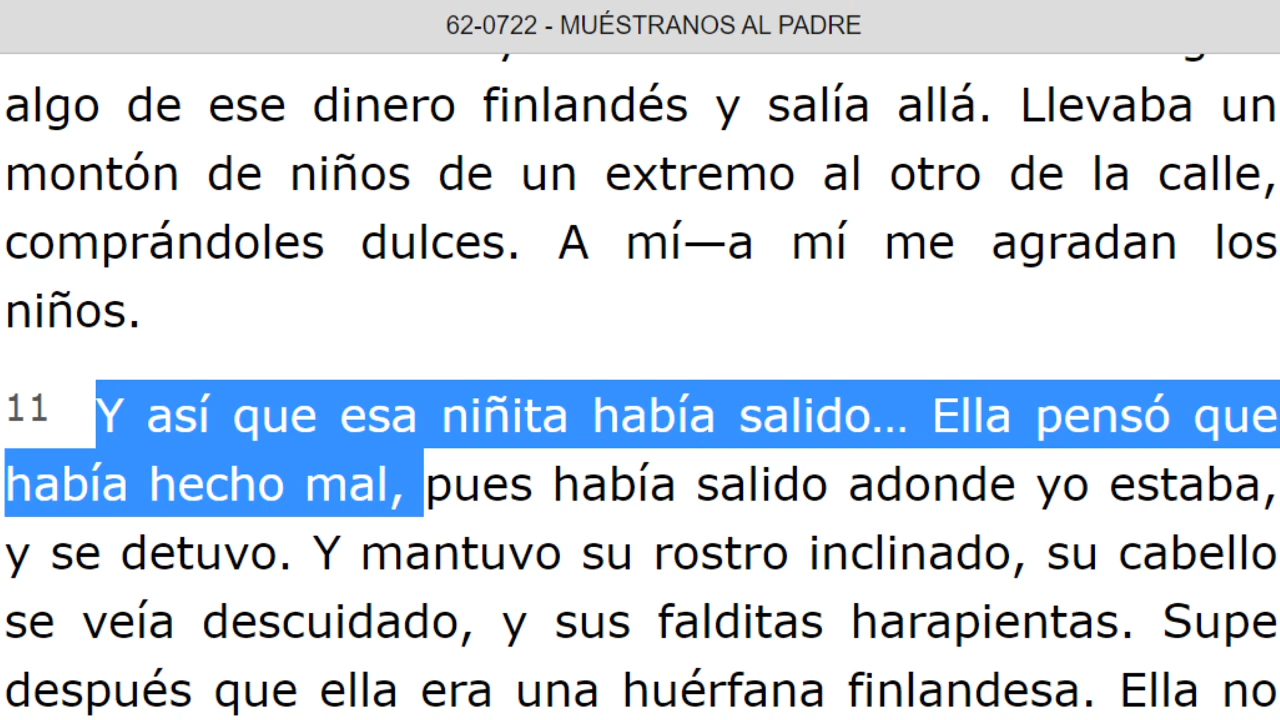 62-0722 - MUÉSTRANOS AL PADRE
algo de ese dinero finlandés y salía allá. Llevaba un
montón de niños de un extremo al otro de la calle,
comprándoles dulces. A mí—a mí me agradan los
niños.
11 Y así que esa niñita había salido... Ella pensó que
había hecho mal, pues había salido adonde yo estaba,
y se detuvo. Y mantuvo su rostro inclinado, su cabello
se veía descuidado, y sus falditas harapientas. Supe
después que ella era una huérfana finlandesa. Ella no